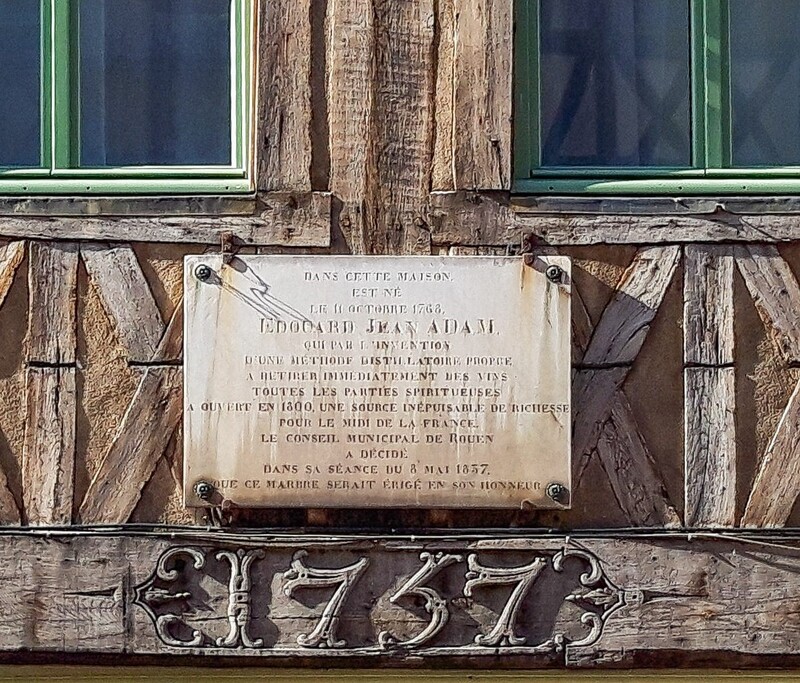 DANS CETTE MAISON,
EST NÉ
LE 11 OCTOBRE 1768,
EDOUARD JEAN ADAM,
QUI PAR L'INVENTION
D'UNE MÉTHODE DISTILLATOIRE PROPRE
A RETIRER IMMÉDIATEMENT DES VINS
TOUTES LES PARTIES SPIRITUEUSES
A OUVERT EN 1800, UNE SOURCE INÉPUISABLE DE RICHESSE
POUR LE MIDI DE LA FRANCE.
LE CONSEIL MUNICIPAL DE ROUEN
A DÉCIDÉ
DANS SA SÉANCE DU 8 MAI 1837,
QUE CE MARBRE SERAIT ÉRIGÉ EN SON HONNEUR
1757